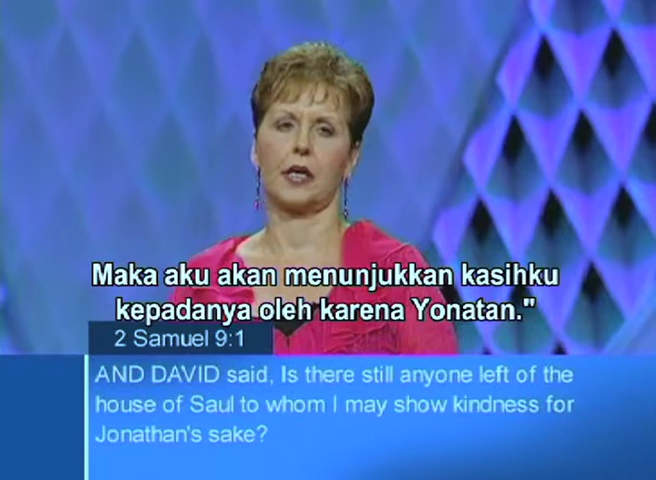 Maka aku akan menunjukkan kasihku
kepadanya oleh karena Yonatan."
2 Samuel 9:1
AND DAVID said, Is there still anyone left of the
house of Saul to whom I may show kindness for
Jonathan's sake?